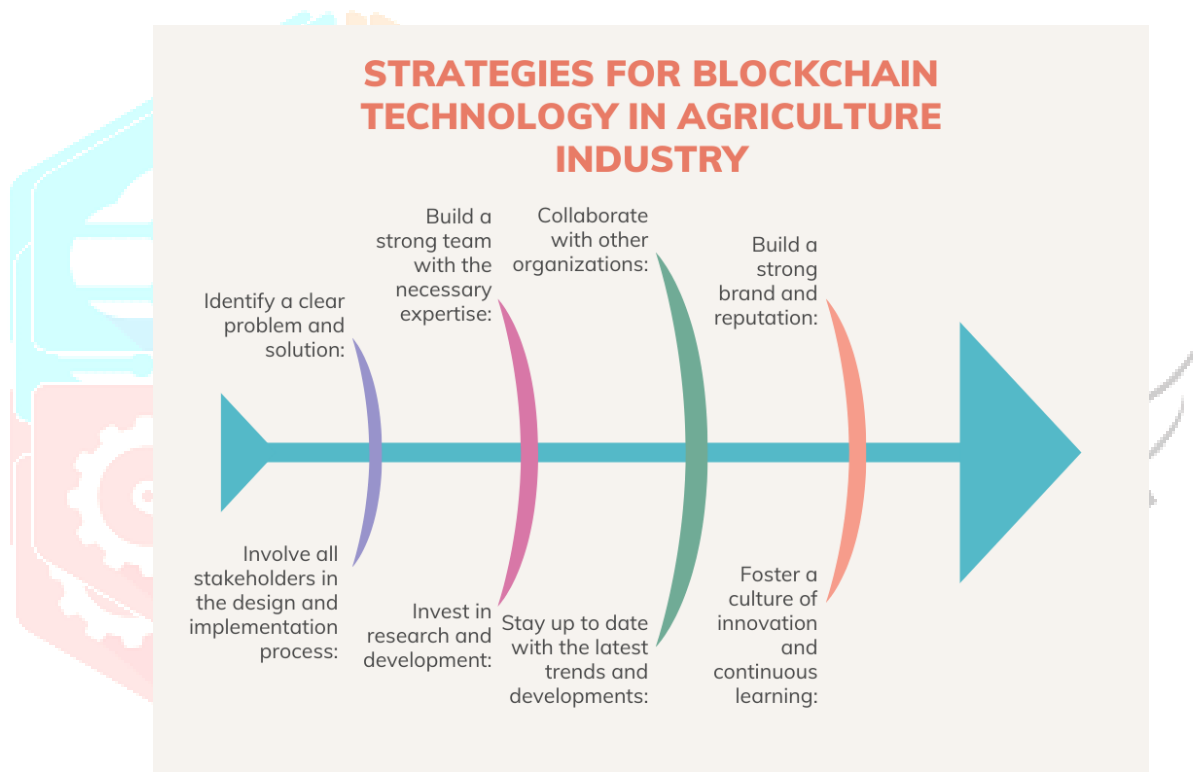 STRATEGIES FOR BLOCKCHAIN
TECHNOLOGY IN AGRICULTURE
INDUSTRY
Identify a clear
problem and
solution:
Build a
strong team
with the
necessary
expertise:
Collaborate
with other
organizations:
Build a
strong
brand and
reputation:
Involve all
stakeholders in
the design and
implementation
process:
Invest in
research and
development:
Stay up to date
with the latest
trends and
developments:
Foster a
culture of
innovation
and
continuous
learning: